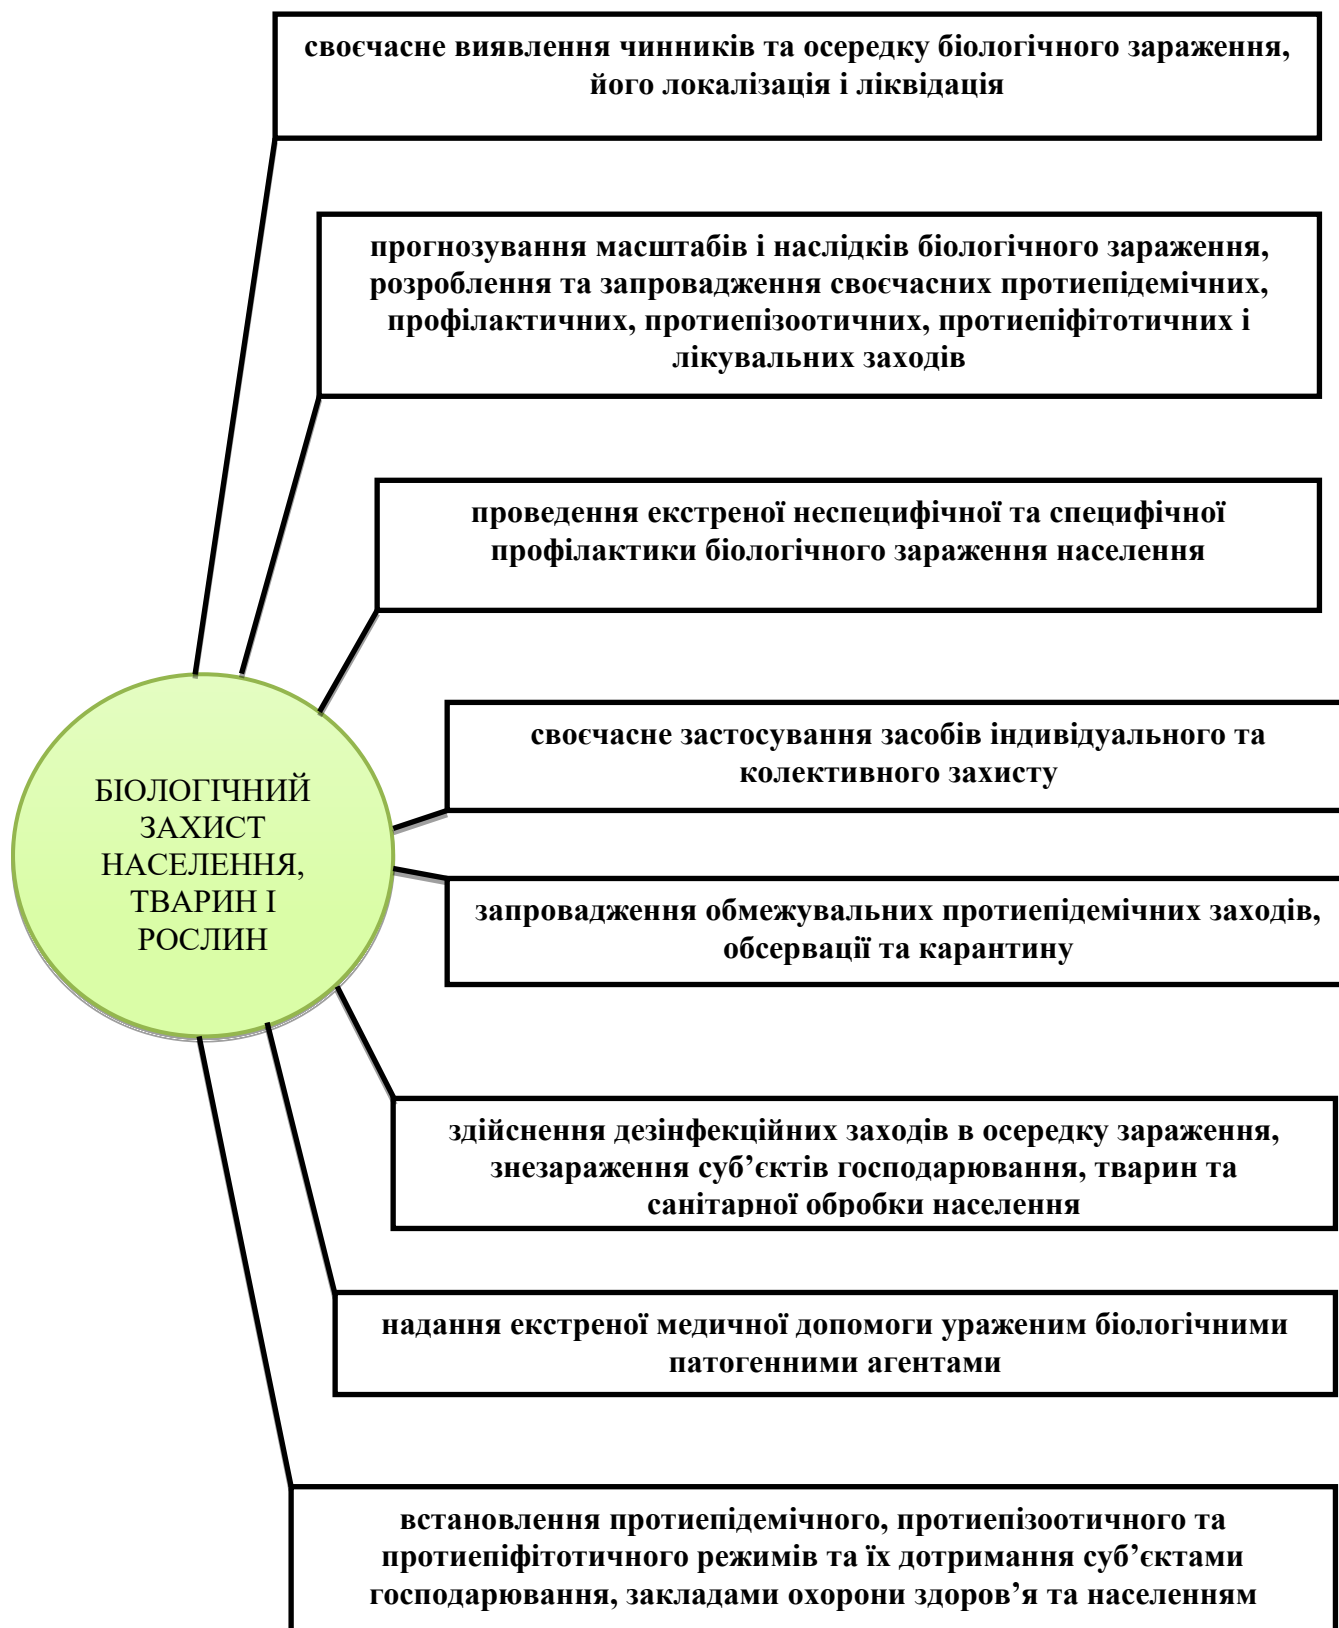 своєчасне виявлення чинників та осередку біологічного зараження,
його локалізація і ліквідація
прогнозування масштабів і наслідків біологічного зараження,
розроблення та запровадження своєчасних протиепідемічних,
профілактичних, протиепізоотичних, протиепіфітотичних і
лікувальних заходів
проведення екстреної неспецифічної та специфічної
профілактики біологічного зараження населення
своєчасне застосування засобів індивідуального та
колективного захисту
БІОЛОГІЧНИЙ
ЗАХИСТ
НАСЕЛЕННЯ,
ТВАРИН І
РОСЛИН
запровадження обмежувальних протиепідемічних заходів,
обсервації та карантину
здійснення дезінфекційних заходів в осередку зараження,
знезараження суб’єктів господарювання, тварин та
санітарної обробки населення
надання екстреної медичної допомоги ураженим біологічними
патогенними агентами
встановлення протиепідемічного, протиепізоотичного та
протиепіфітотичного режимів та їх дотримання суб’єктами
господарювання, закладами охорони здоров’я та населенням